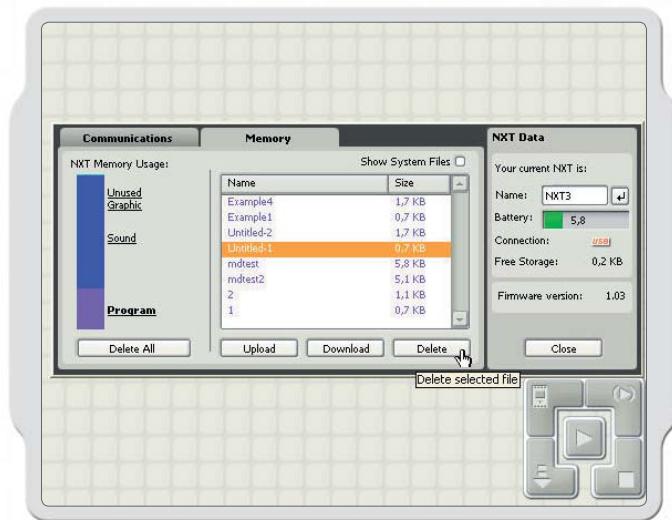 Communications
Memory
NXT Memory Usage:
Unused
Graphic
Sound
Program
Delete All
Show System Files
Name Size
Example4 1,7 KB
Example1 0,7 KB
Untitled-2 1,7 KB
Untitled-1 0,7 KB
mdtest 5,8 KB
mdtest2 5,1 KB
2 1,1 KB
1 0,7 KB
Upload Download Delete
Delete selected file
NXT Data
Your current NXT is:
Name: NXT3
Battery: 5,8
Connection: USB
Free Storage: 0,2 KB
Firmware version: 1.03
Close